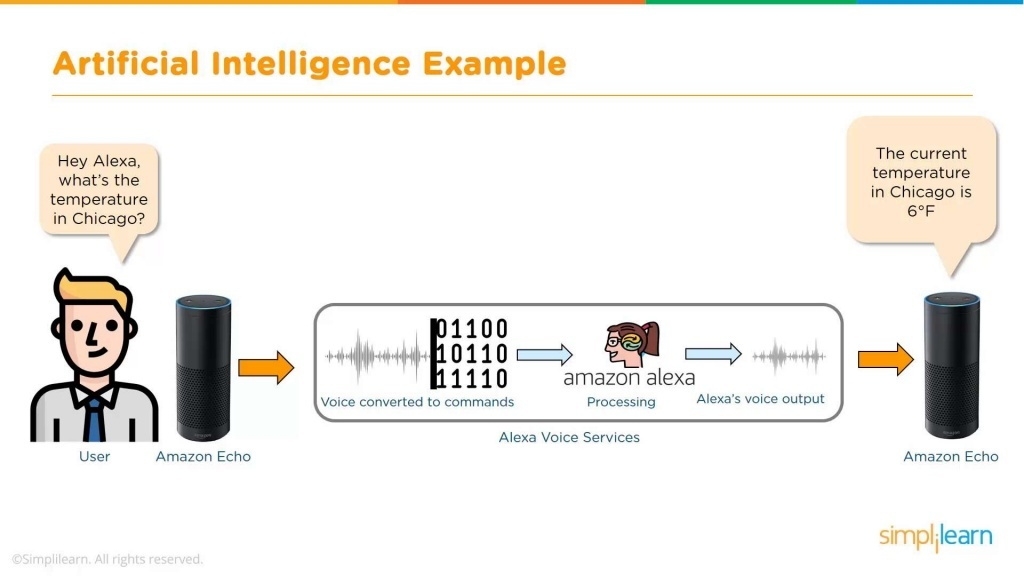 Artificial Intelligence Example
Hey Alexa,
what's the
temperature
in Chicago?
The current
temperature
in Chicago is
6°F
01100
10110
11110
amazon alexa
Voice converted to commands
Processing
Alexa's voice output
Alexa Voice Services
User
Amazon Echo
Amazon Echo
simplilearn
©Simplilearn. All rights reserved.